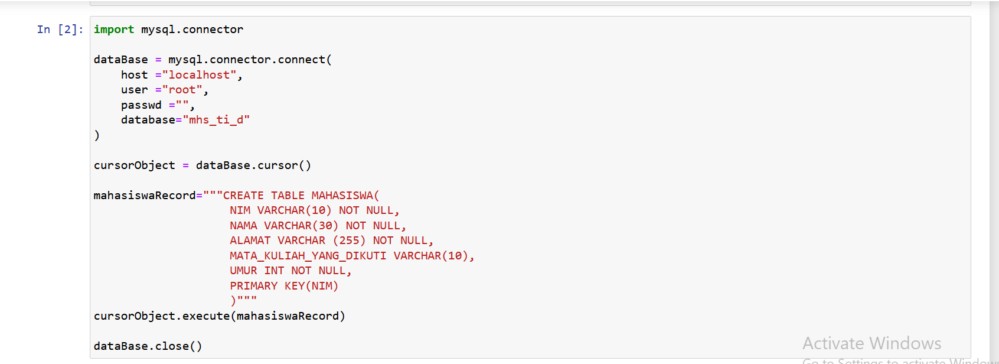 In [2]: import mysql.connector
dataBase = mysql.connector.connect(
host ="localhost",
user ="root",
passwd ="",
database="mhs_ti_d"
)
cursorObject = dataBase.cursor()
mahasiswaRecord="""CREATE TABLE MAHASISWA(
NIM VARCHAR(10) NOT NULL,
NAMA VARCHAR(30) NOT NULL,
ALAMAT VARCHAR (255) NOT NULL,
MATA_KULIAH_YANG_DIKUTI VARCHAR(10),
UMUR INT NOT NULL,
PRIMARY KEY(NIM)
)"""
cursorObject.execute(mahasiswaRecord)
dataBase.close()
Activate Windows
Go to Settings to activate Windows